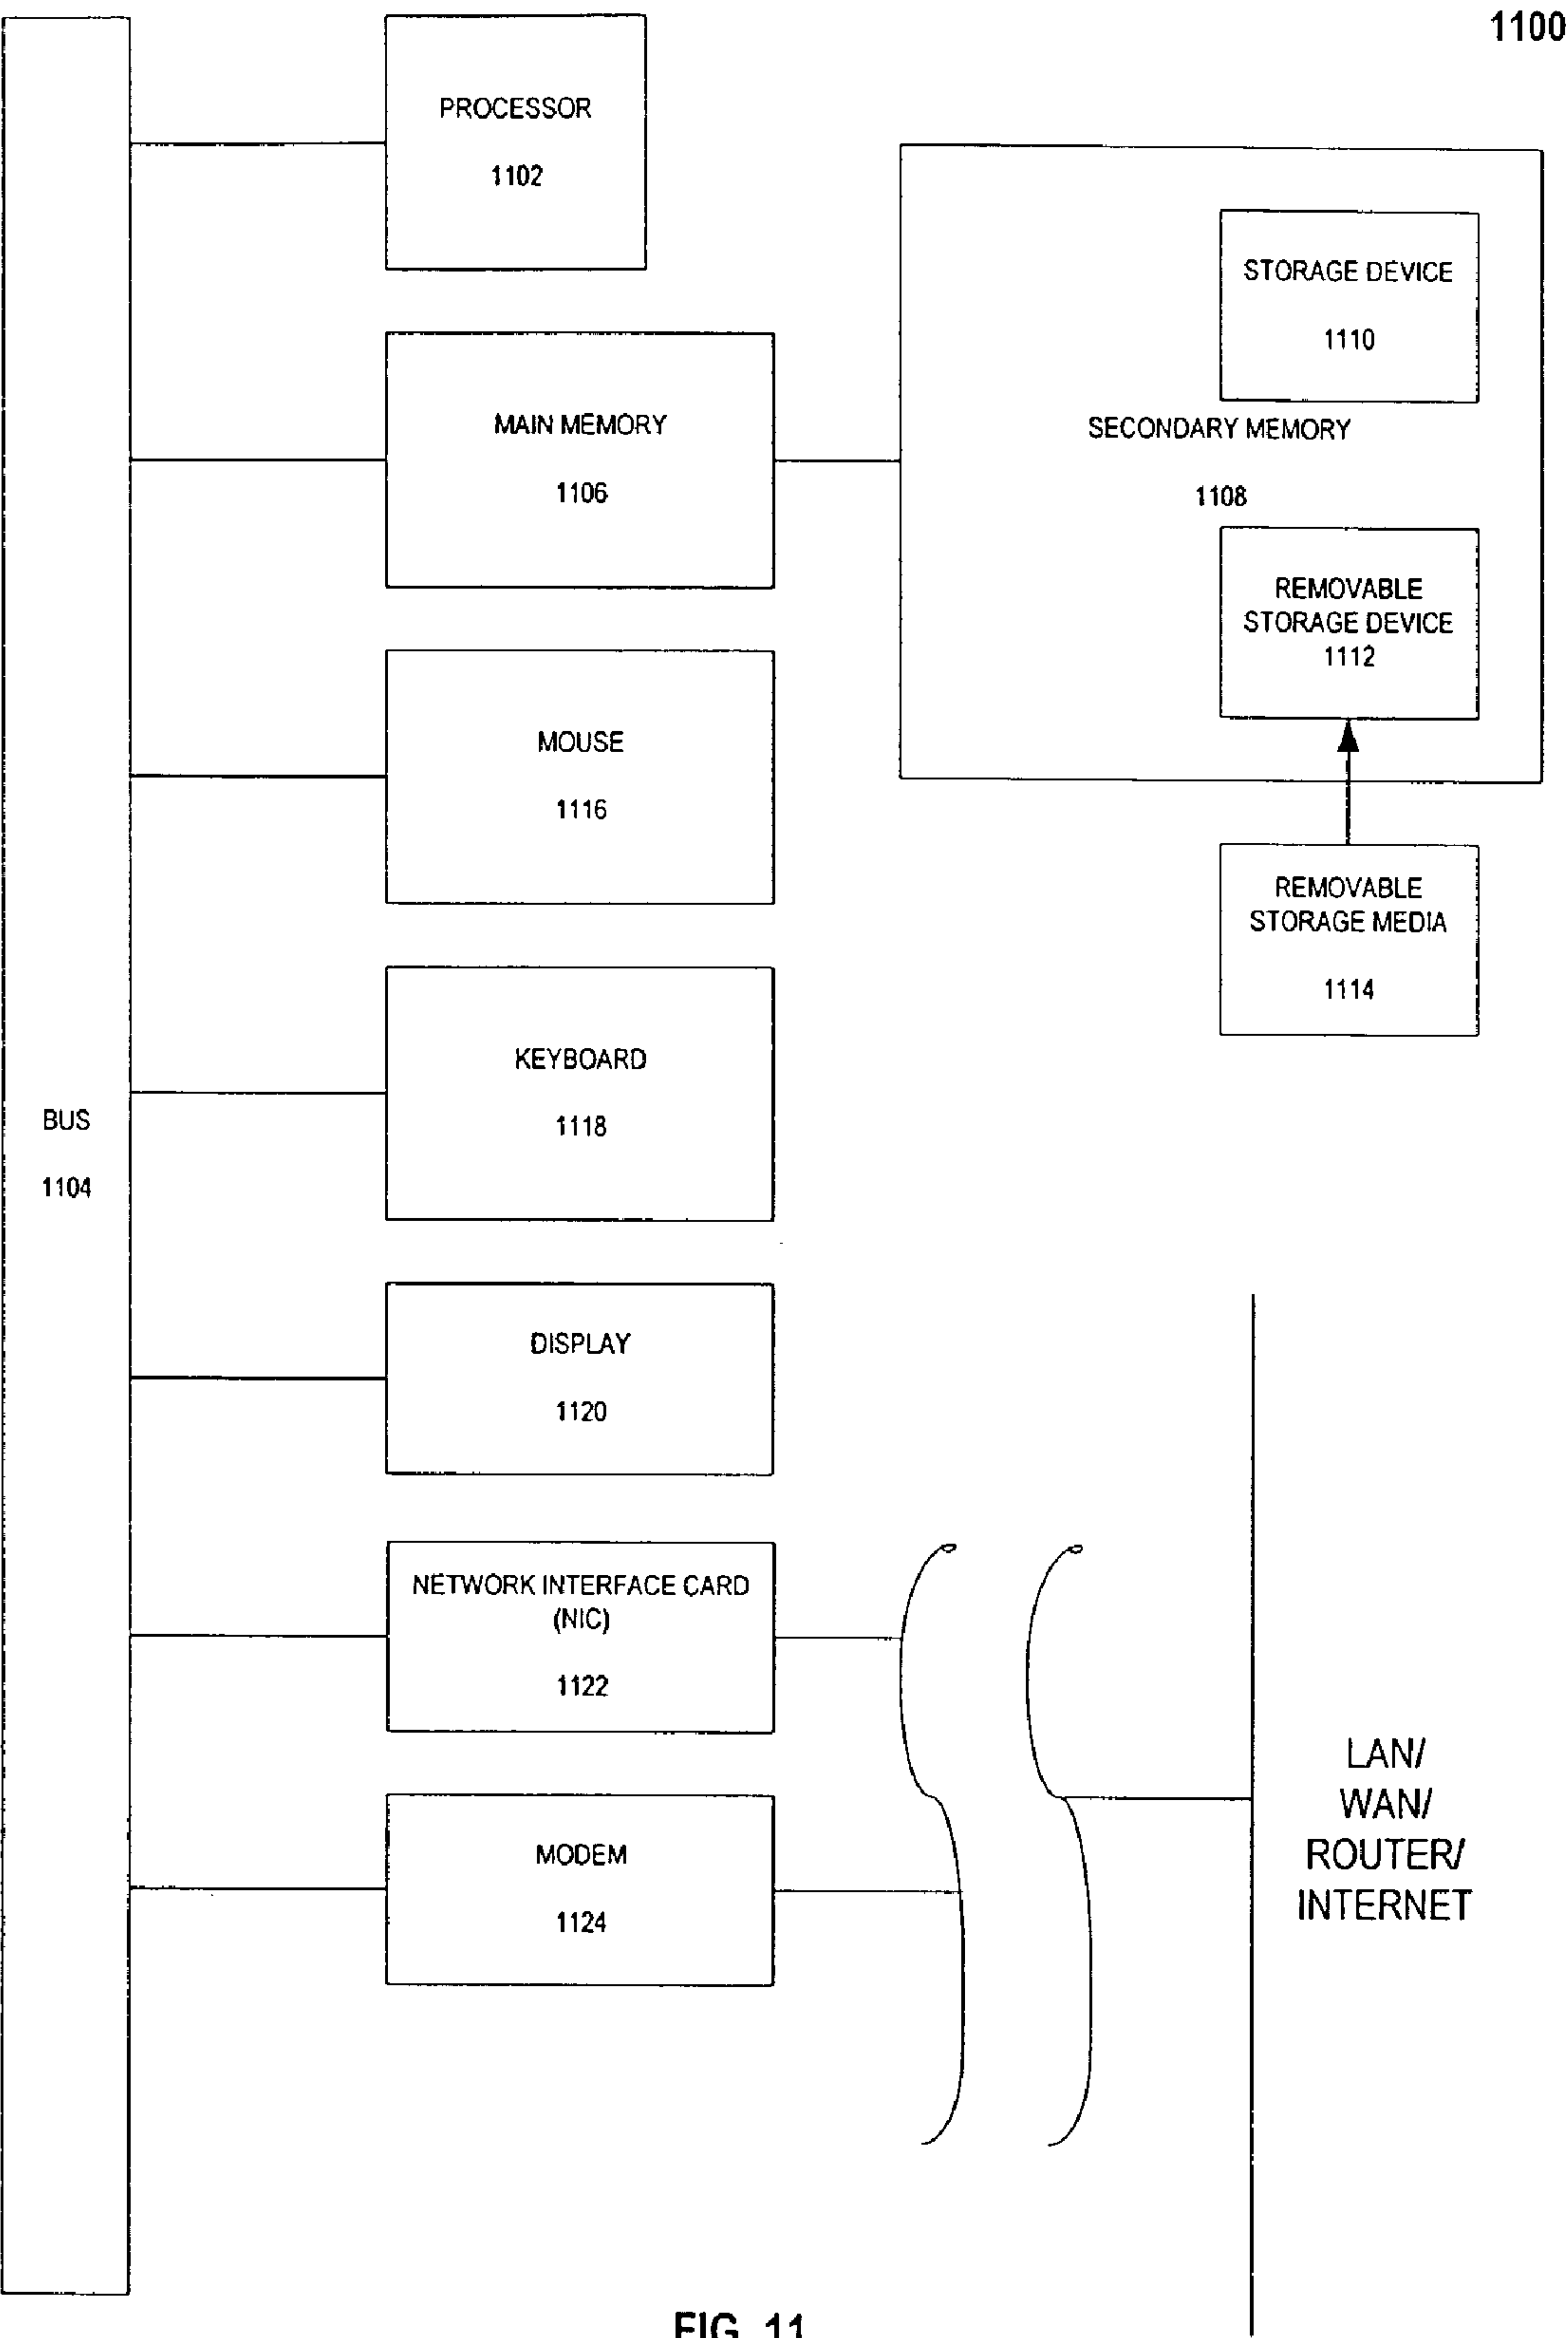 1100
PROCESSOR
1102
STORAGE DEVICE
1110
MAIN MEMORY
1106
SECONDARY MEMORY
1108
REMOVABLE
STORAGE DEVICE
1112
MOUSE
1116
REMOVABLE
STORAGE MEDIA
1114
KEYBOARD
1118
BUS
1104
DISPLAY
1120
NETWORK INTERFACE CARD
(NIC)
1122
MODEM
1124
LAN/
WAN/
ROUTER/
INTERNET
FIG. 11